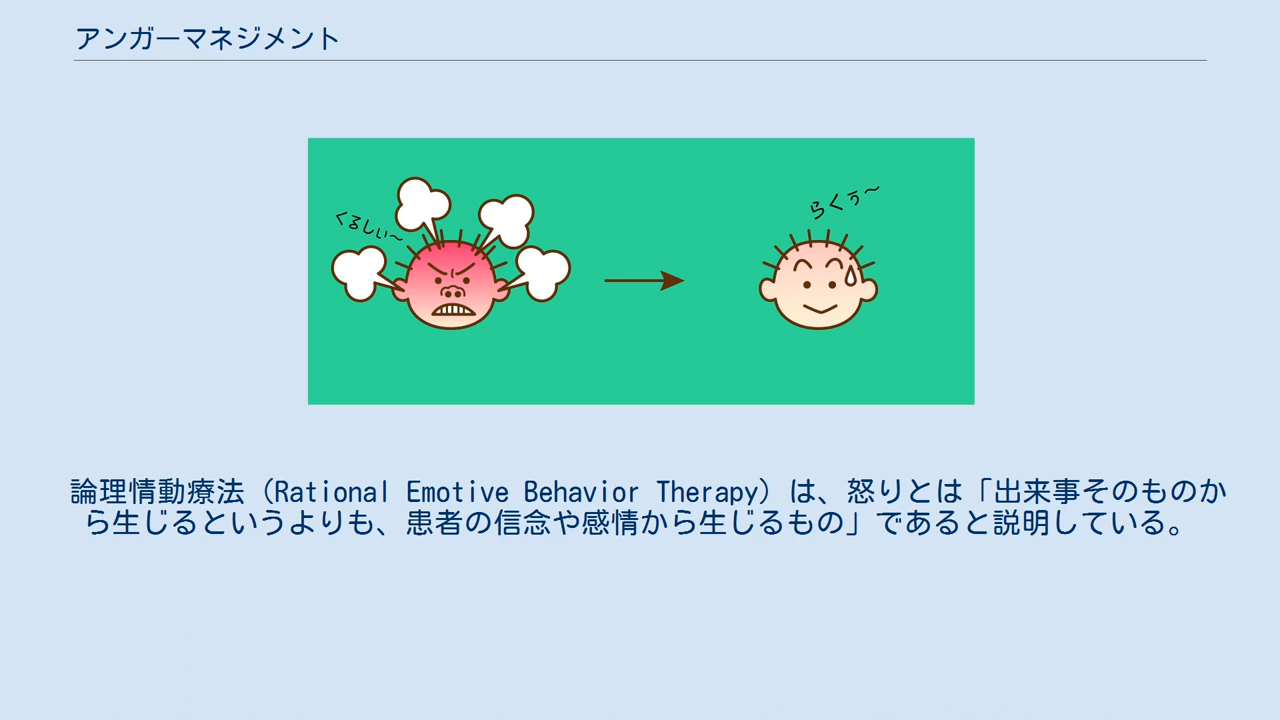 アンガーマネジメント
くるしぃ～
らくぅ～
論理情動療法（Rational Emotive Behavior Therapy）は、怒りとは「出来事そのものか
ら生じるというよりも、患者の信念や感情から生じるもの」であると説明している。